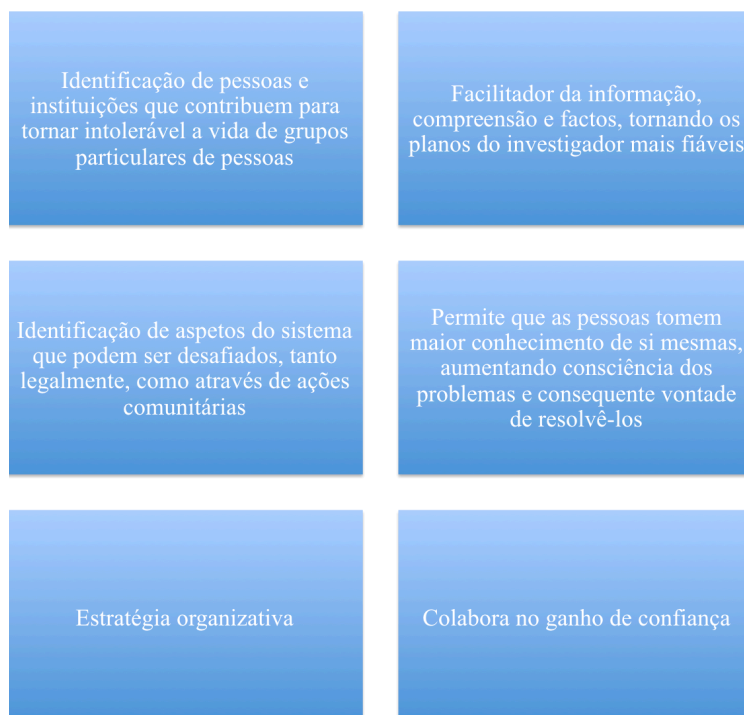 Identificação de pessoas e
instituições que contribuem para
tornar intolerável a vida de grupos
particulares de pessoas
Facilitador da informação,
compreensão e factos, tornando os
planos do investigador mais fiáveis
Identificação de aspetos do sistema
que podem ser desafiados, tanto
legalmente, como através de ações
comunitárias
Permite que as pessoas tomem
maior conhecimento de si mesmas,
aumentando consciência dos
problemas e consequente vontade
de resolvê-los
Estratégia organizativa
Colabora no ganho de confiança